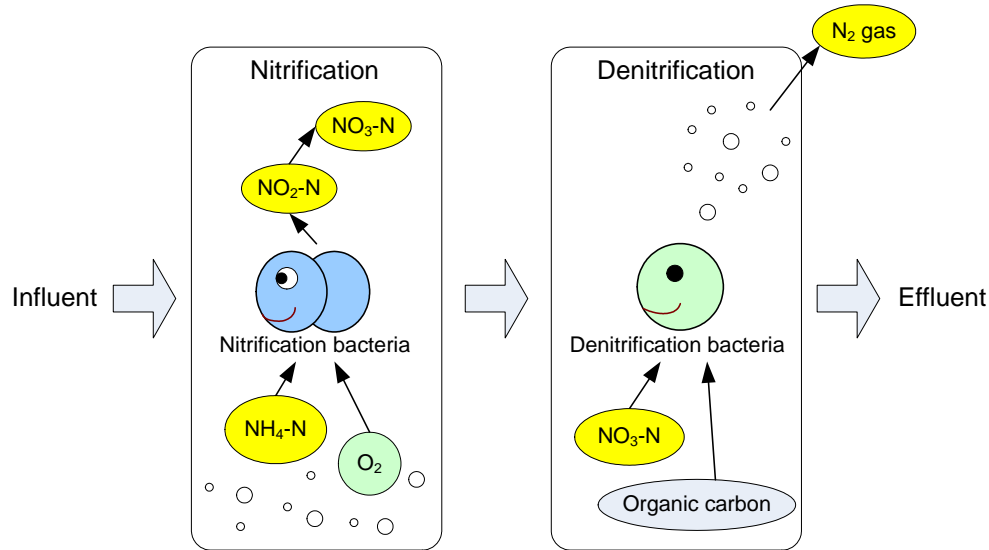 N₂ gas
Nitrification
Denitrification
NO₃-N
NO₂-N
Influent
Effluent
Nitrification bacteria
Denitrification bacteria
NH₄-N
O₂
NO₃-N
Organic carbon